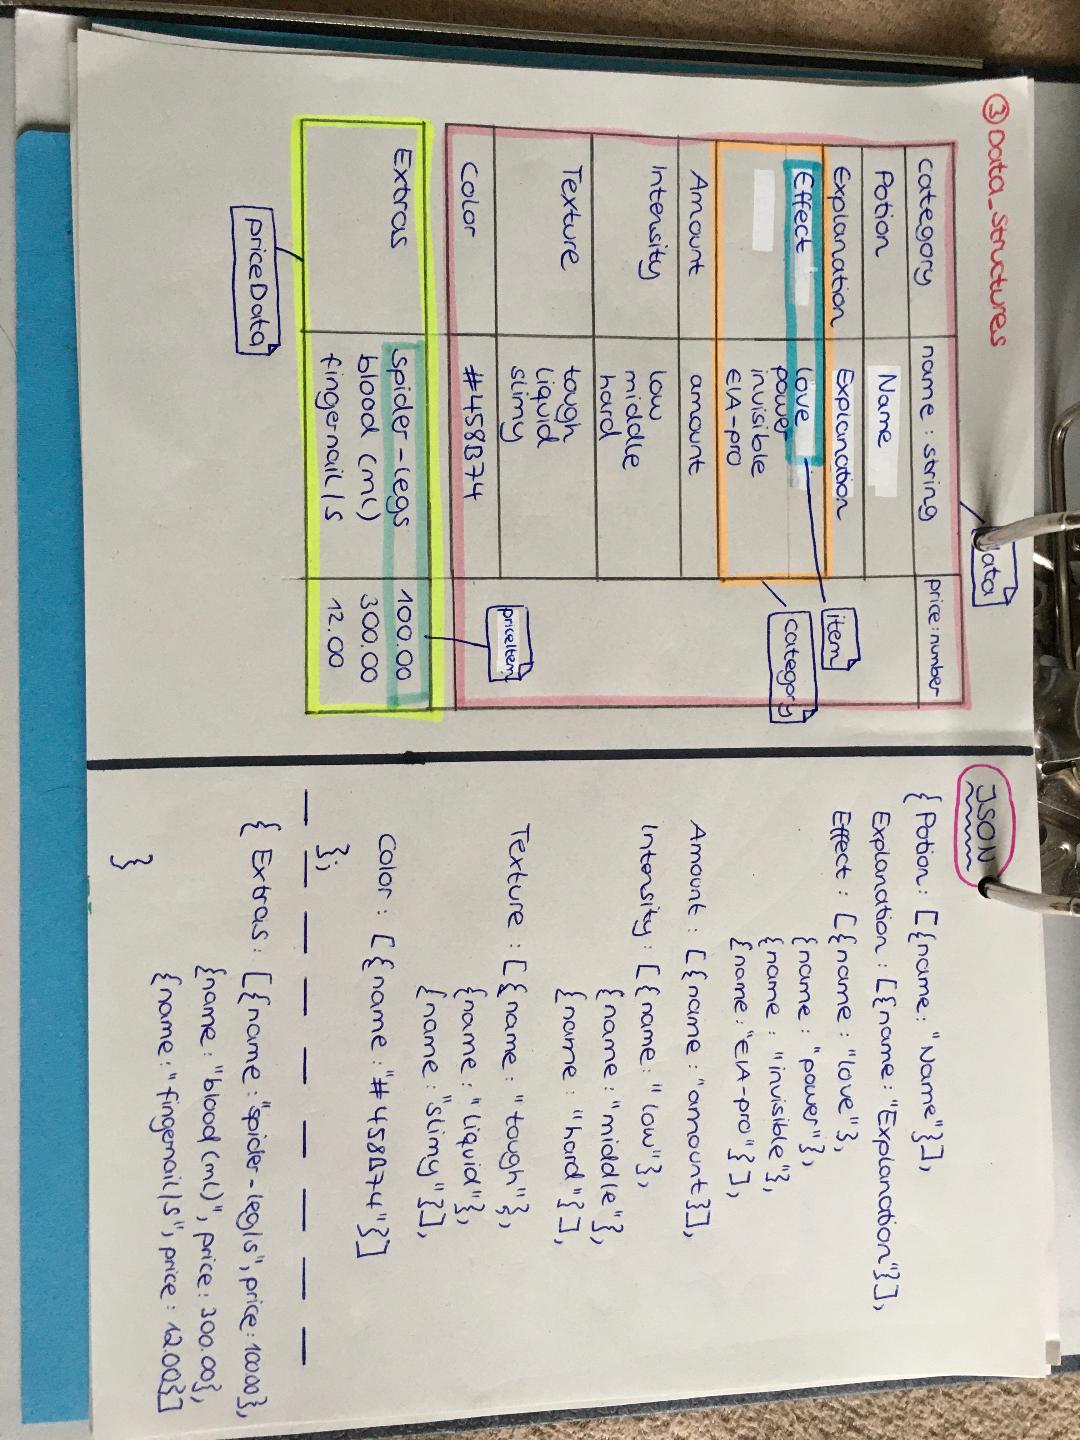 ③ Data_Structures
data
category name : string price:number
Potion Name
Explanation Explanation
item
Effect love
category
power
invisible
EIA-pro
Amount amount
Intensity low
middle
hard
Texture tough
liquid
slimy
priceItem
Color #458B74
Extras spider-legs 100.00
blood (ml) 300.00
fingernail/s 12.00
priceData
JSON
{ Potion: [{name: "Name"}],
Explanation : [{name: "Explanation"}],
Effect : [{name : "love"},
{name : "power"},
{name : "invisible"},
{name: "EIA-pro"}],
Amount : [{name : "amount}],
Intensity : [{name : "low"},
{name : "middle"},
{name : "hard"}],
Texture : [{name : "tough"},
{name : "liquid"},
{name : "slimy"}],
Color : [{name : "#458B74"}]
};
{ Extras : [{name : "spider-leg/s", price : 100.00},
{name : "blood (ml)", price : 300.00},
{name : "fingernail/s", price : 12.00}]
}